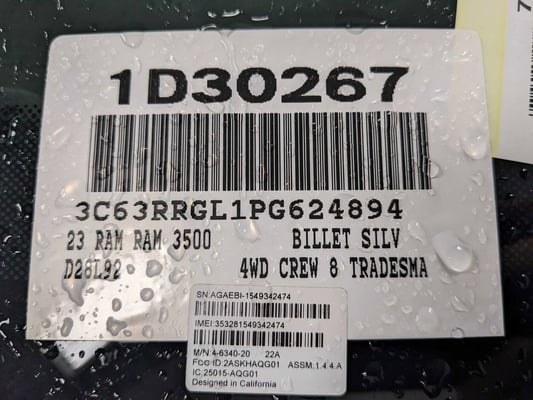 1D30267
3C63RRGL1PG624894
23 RAM RAM 3500 BILLET SILV
D28L92 4WD CREW 8 TRADESMA
SN:AGAEBI-1549342474
IMEI:353281549342474
M/N:4-6340-20 22A
FCC ID:2ASKHAQG01 ASSM:1.4.4.A
IC:25015-AQG01
Designed in California
7